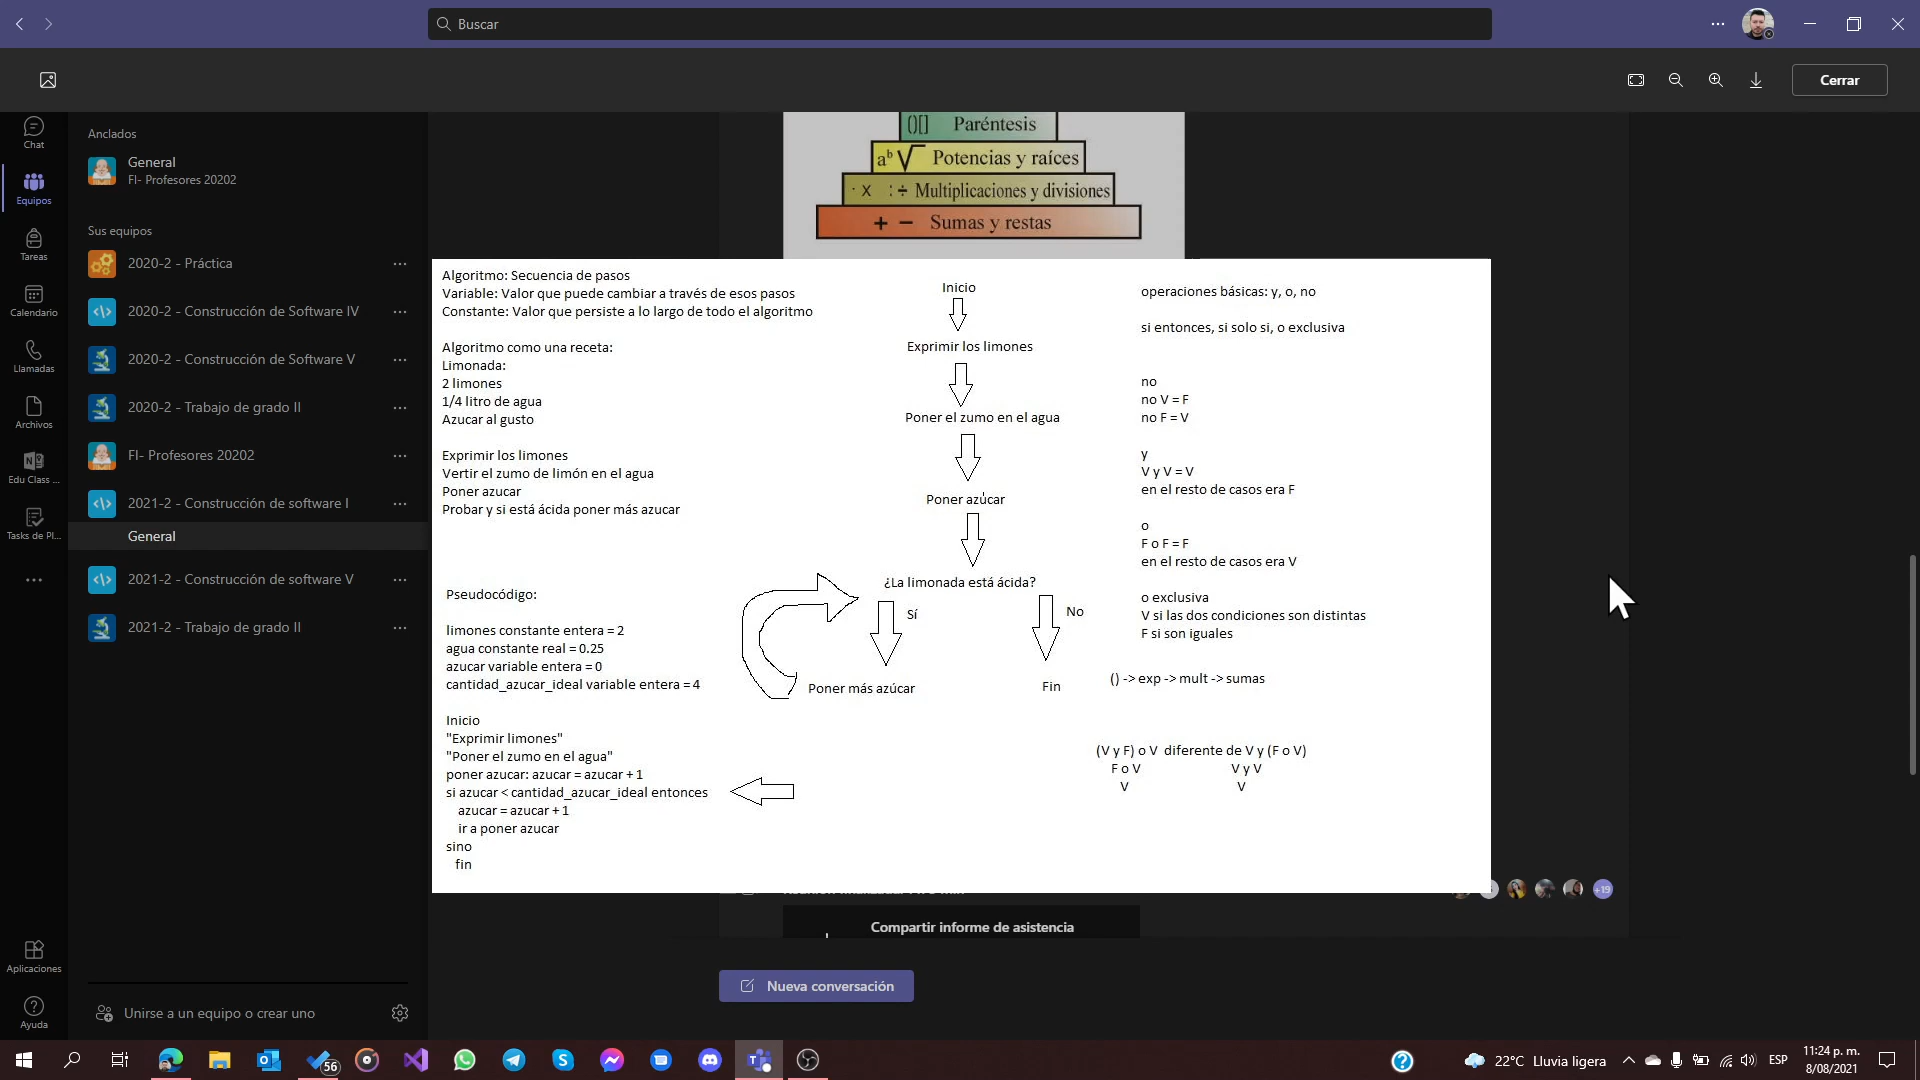 Buscar
Cerrar
Chat
Equipos
Tareas
Calendario
Llamadas
Archivos
Edu Class ...
Tasks de Pl...
Aplicaciones
Ayuda
Anclados
General
FI- Profesores 20202
Sus equipos
2020-2 - Práctica
2020-2 - Construcción de Software IV
2020-2 - Construcción de Software V
2020-2 - Trabajo de grado II
FI- Profesores 20202
2021-2 - Construcción de software I
General
2021-2 - Construcción de software V
2021-2 - Trabajo de grado II
Unirse a un equipo o crear uno
()[] Paréntesis
aᵇ√ Potencias y raíces
· x : ÷ Multiplicaciones y divisiones
+ − Sumas y restas
Algoritmo: Secuencia de pasos
Variable: Valor que puede cambiar a través de esos pasos
Constante: Valor que persiste a lo largo de todo el algoritmo
Algoritmo como una receta:
Limonada:
2 limones
1/4 litro de agua
Azucar al gusto
Exprimir los limones
Vertir el zumo de limón en el agua
Poner azucar
Probar y si está ácida poner más azucar
Pseudocódigo:
limones constante entera = 2
agua constante real = 0.25
azucar variable entera = 0
cantidad_azucar_ideal variable entera = 4
Inicio
"Exprimir limones"
"Poner el zumo en el agua"
poner azucar: azucar = azucar + 1
si azucar < cantidad_azucar_ideal entonces
azucar = azucar + 1
ir a poner azucar
sino
fin
Inicio
Exprimir los limones
Poner el zumo en el agua
Poner azúcar
¿La limonada está ácida?
Sí
No
Poner más azúcar
Fin
operaciones básicas: y, o, no
si entonces, si solo si, o exclusiva
no
no V = F
no F = V
y
V y V = V
en el resto de casos era F
o
F o F = F
en el resto de casos era V
o exclusiva
V si las dos condiciones son distintas
F si son iguales
() -> exp -> mult -> sumas
(V y F) o V diferente de V y (F o V)
F o V V y V
V V
+19
Compartir informe de asistencia
Nueva conversación
56
22°C Lluvia ligera
ESP
11:24 p. m.
8/08/2021